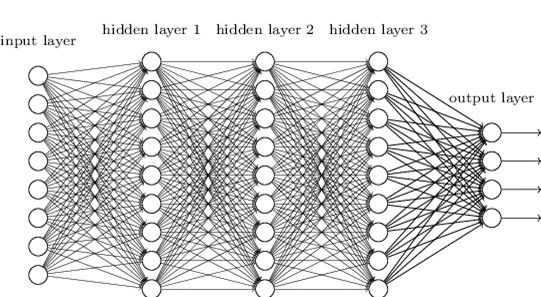 hidden layer 1 hidden layer 2 hidden layer 3
input layer
output layer